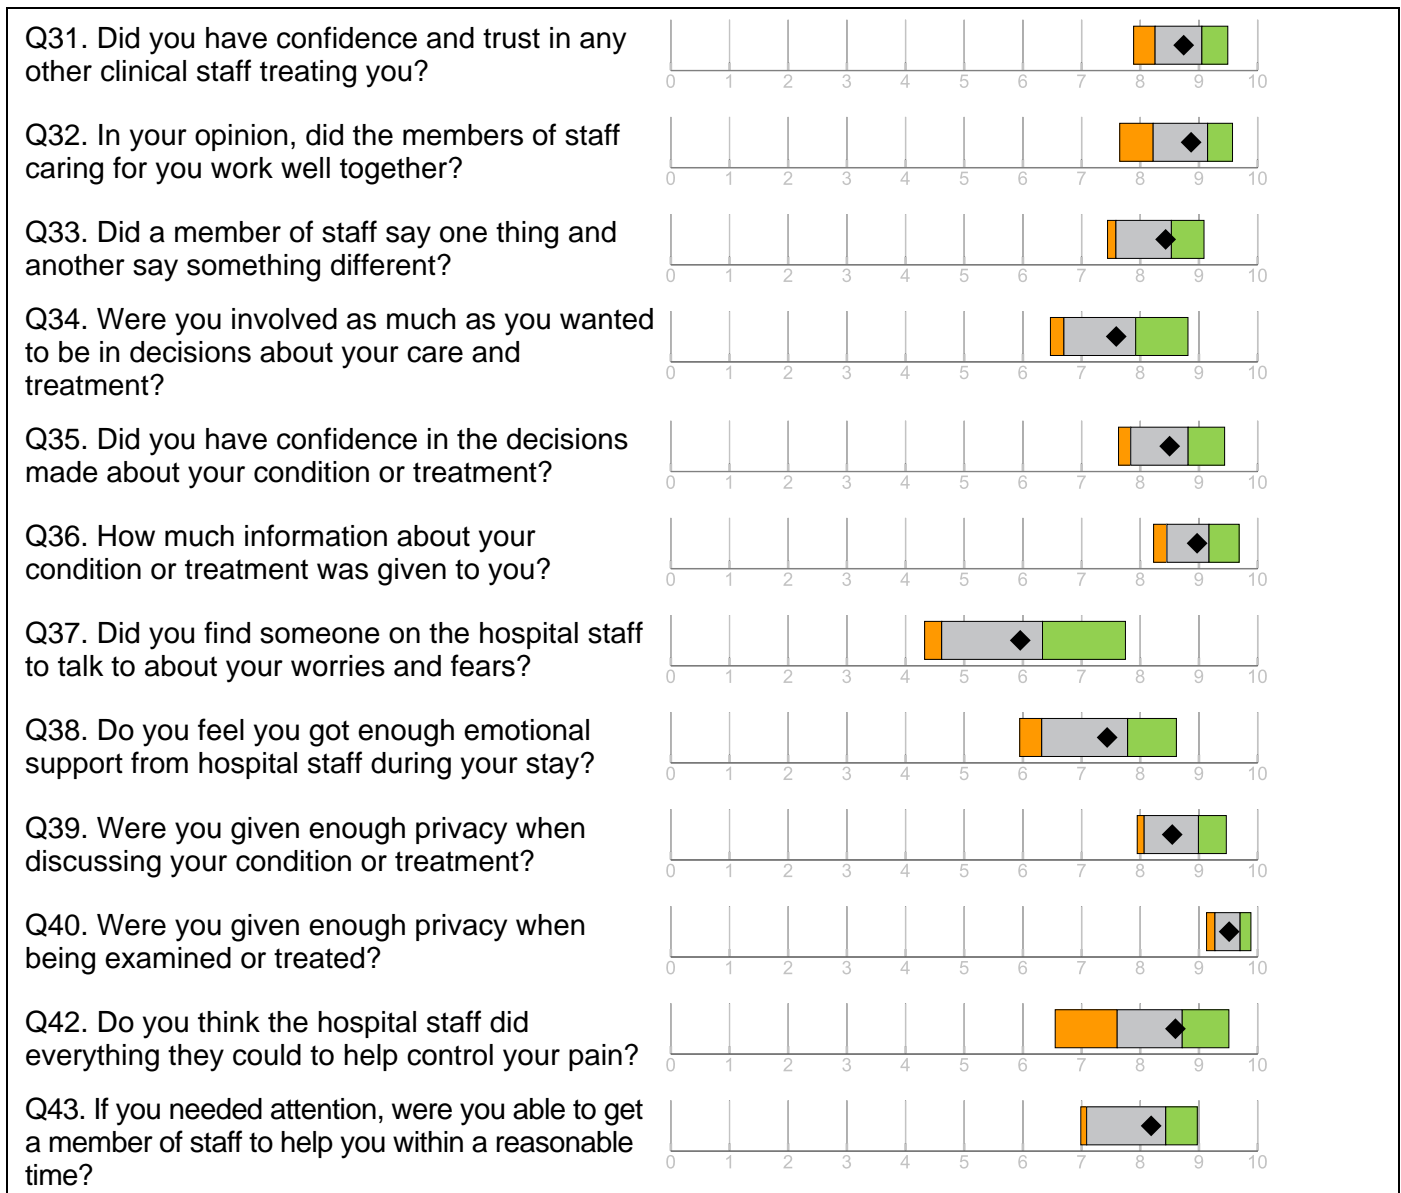 Q31. Did you have confidence and trust in any
other clinical staff treating you?
0 1 2 3 4 5 6 7 8 9 10
Q32. In your opinion, did the members of staff
caring for you work well together?
0 1 2 3 4 5 6 7 8 9 10
Q33. Did a member of staff say one thing and
another say something different?
0 1 2 3 4 5 6 7 8 9 10
Q34. Were you involved as much as you wanted
to be in decisions about your care and
treatment?
0 1 2 3 4 5 6 7 8 9 10
Q35. Did you have confidence in the decisions
made about your condition or treatment?
0 1 2 3 4 5 6 7 8 9 10
Q36. How much information about your
condition or treatment was given to you?
0 1 2 3 4 5 6 7 8 9 10
Q37. Did you find someone on the hospital staff
to talk to about your worries and fears?
0 1 2 3 4 5 6 7 8 9 10
Q38. Do you feel you got enough emotional
support from hospital staff during your stay?
0 1 2 3 4 5 6 7 8 9 10
Q39. Were you given enough privacy when
discussing your condition or treatment?
0 1 2 3 4 5 6 7 8 9 10
Q40. Were you given enough privacy when
being examined or treated?
0 1 2 3 4 5 6 7 8 9 10
Q42. Do you think the hospital staff did
everything they could to help control your pain?
0 1 2 3 4 5 6 7 8 9 10
Q43. If you needed attention, were you able to get
a member of staff to help you within a reasonable
time?
0 1 2 3 4 5 6 7 8 9 10